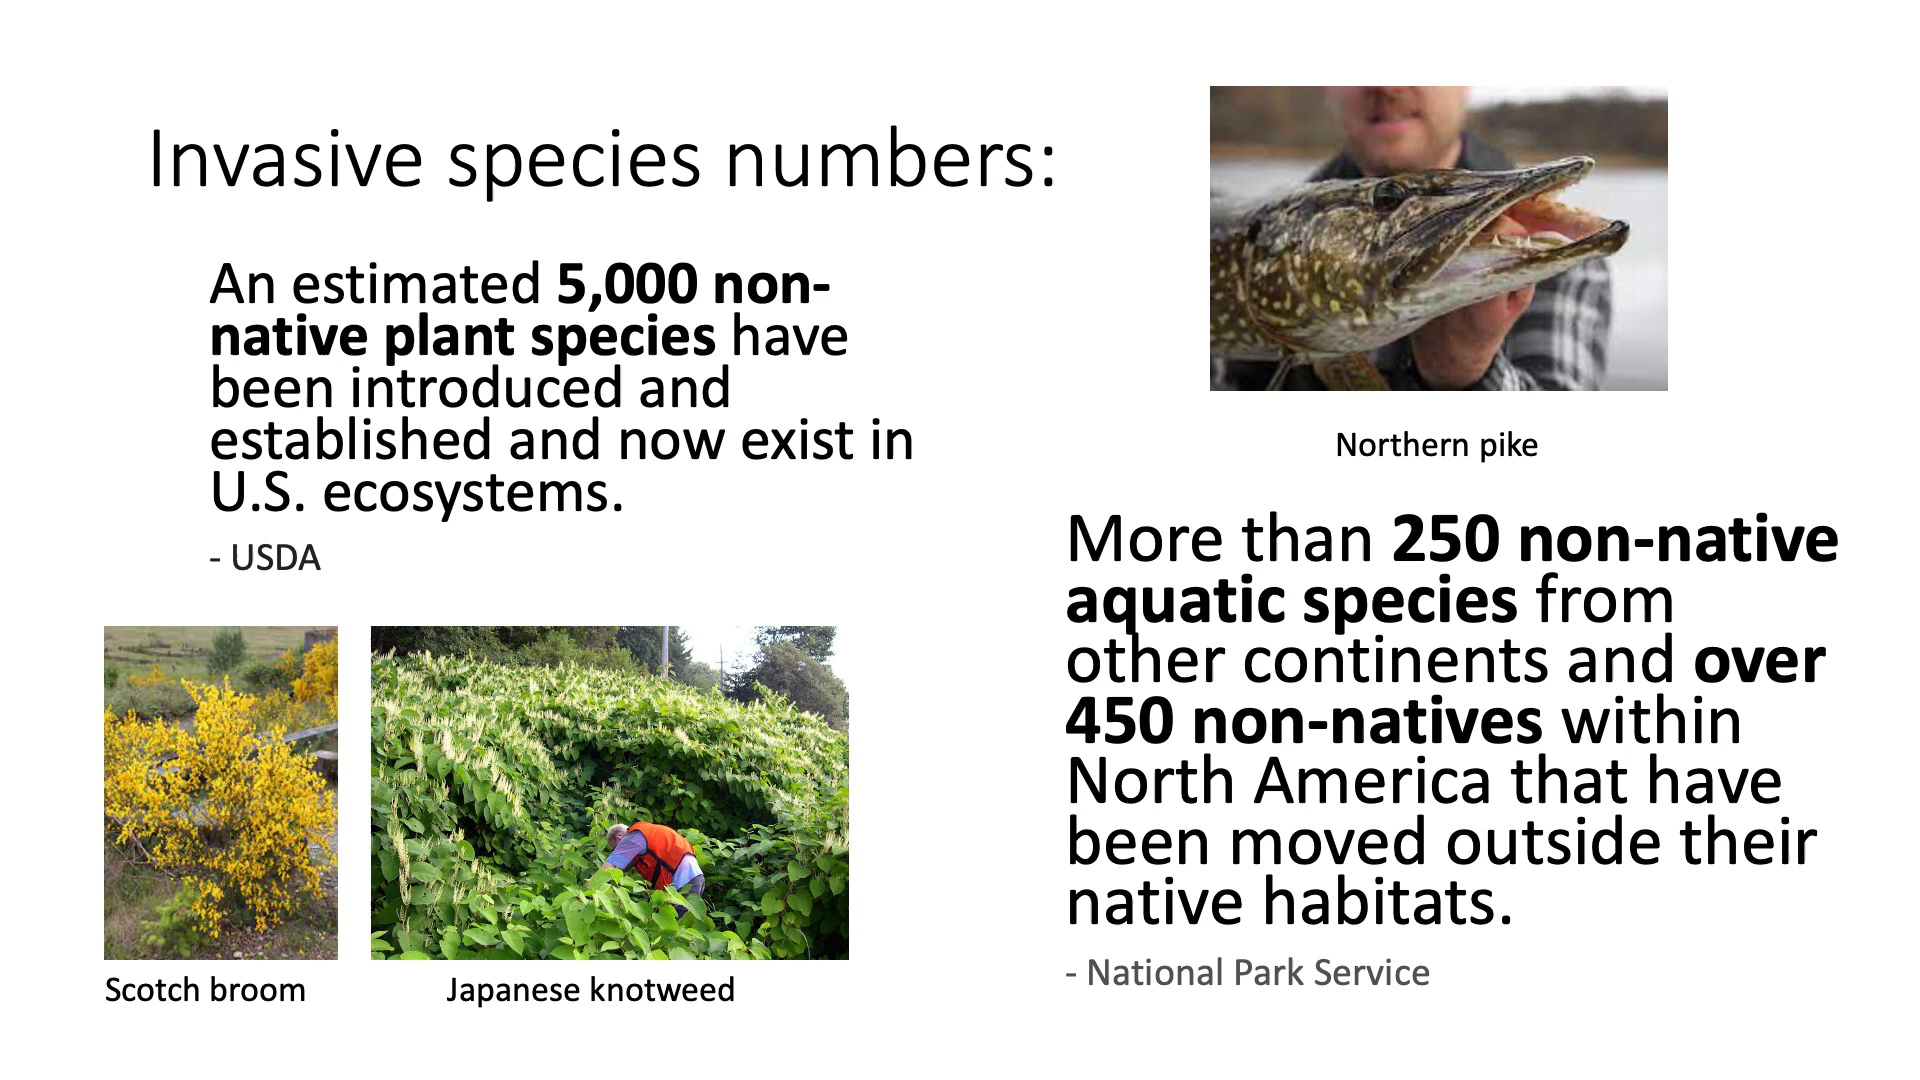 Invasive species numbers:
An estimated 5,000 non-
native plant species have
been introduced and
established and now exist in
U.S. ecosystems.
- USDA
Scotch broom
Japanese knotweed
Northern pike
More than 250 non-native
aquatic species from
other continents and over
450 non-natives within
North America that have
been moved outside their
native habitats.
- National Park Service